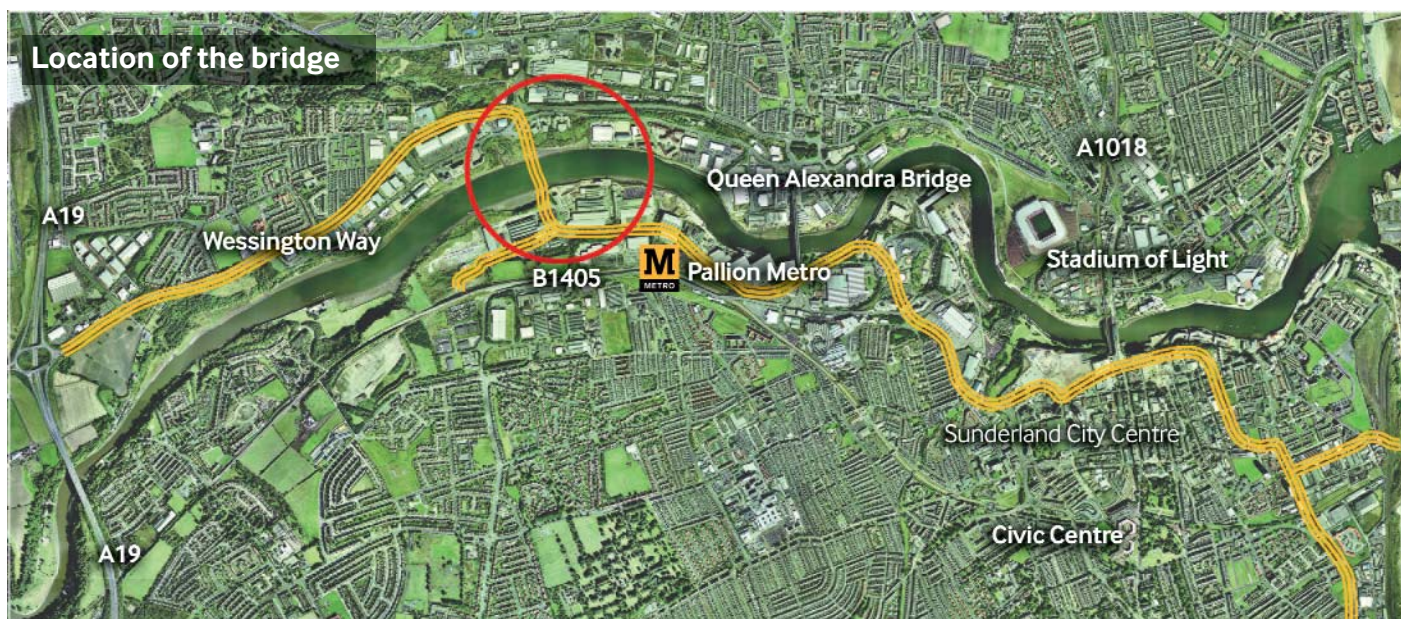 Location of the bridge
A1018
Queen Alexandra Bridge
A19
Wessington Way
Stadium of Light
B1405
M
METRO
Pallion Metro
Sunderland City Centre
Civic Centre
A19